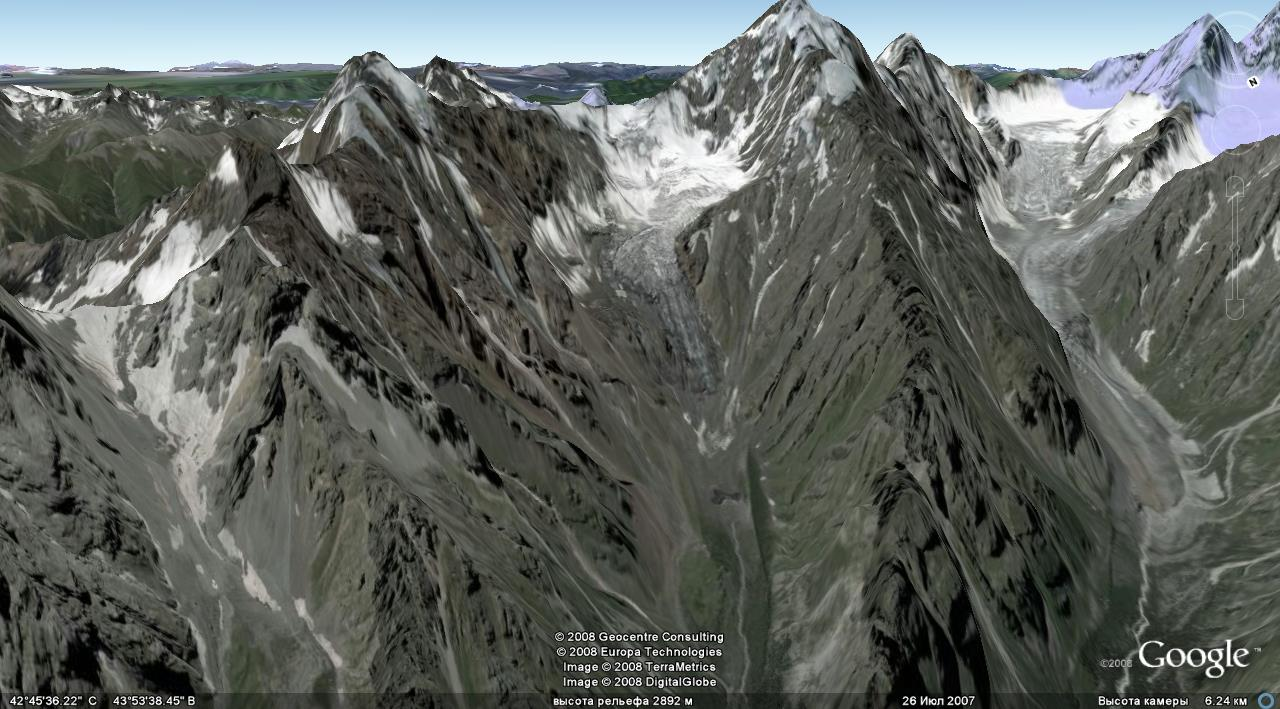 N
© 2008 Geocentre Consulting
© 2008 Europa Technologies
Image © 2008 TerraMetrics
Image © 2008 DigitalGlobe
©2008 Google™
42°45'36.22" С 43°53'38.45" В высота рельефа 2892 м 26 Июл 2007 Высота камеры 6.24 км